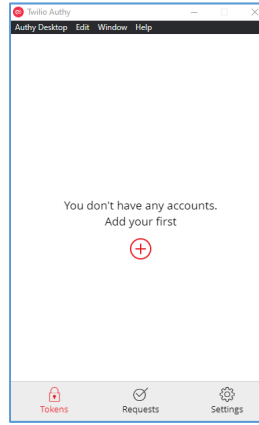 Twilio Authy
Authy Desktop Edit Window Help
You don't have any accounts.
Add your first
Tokens Requests Settings